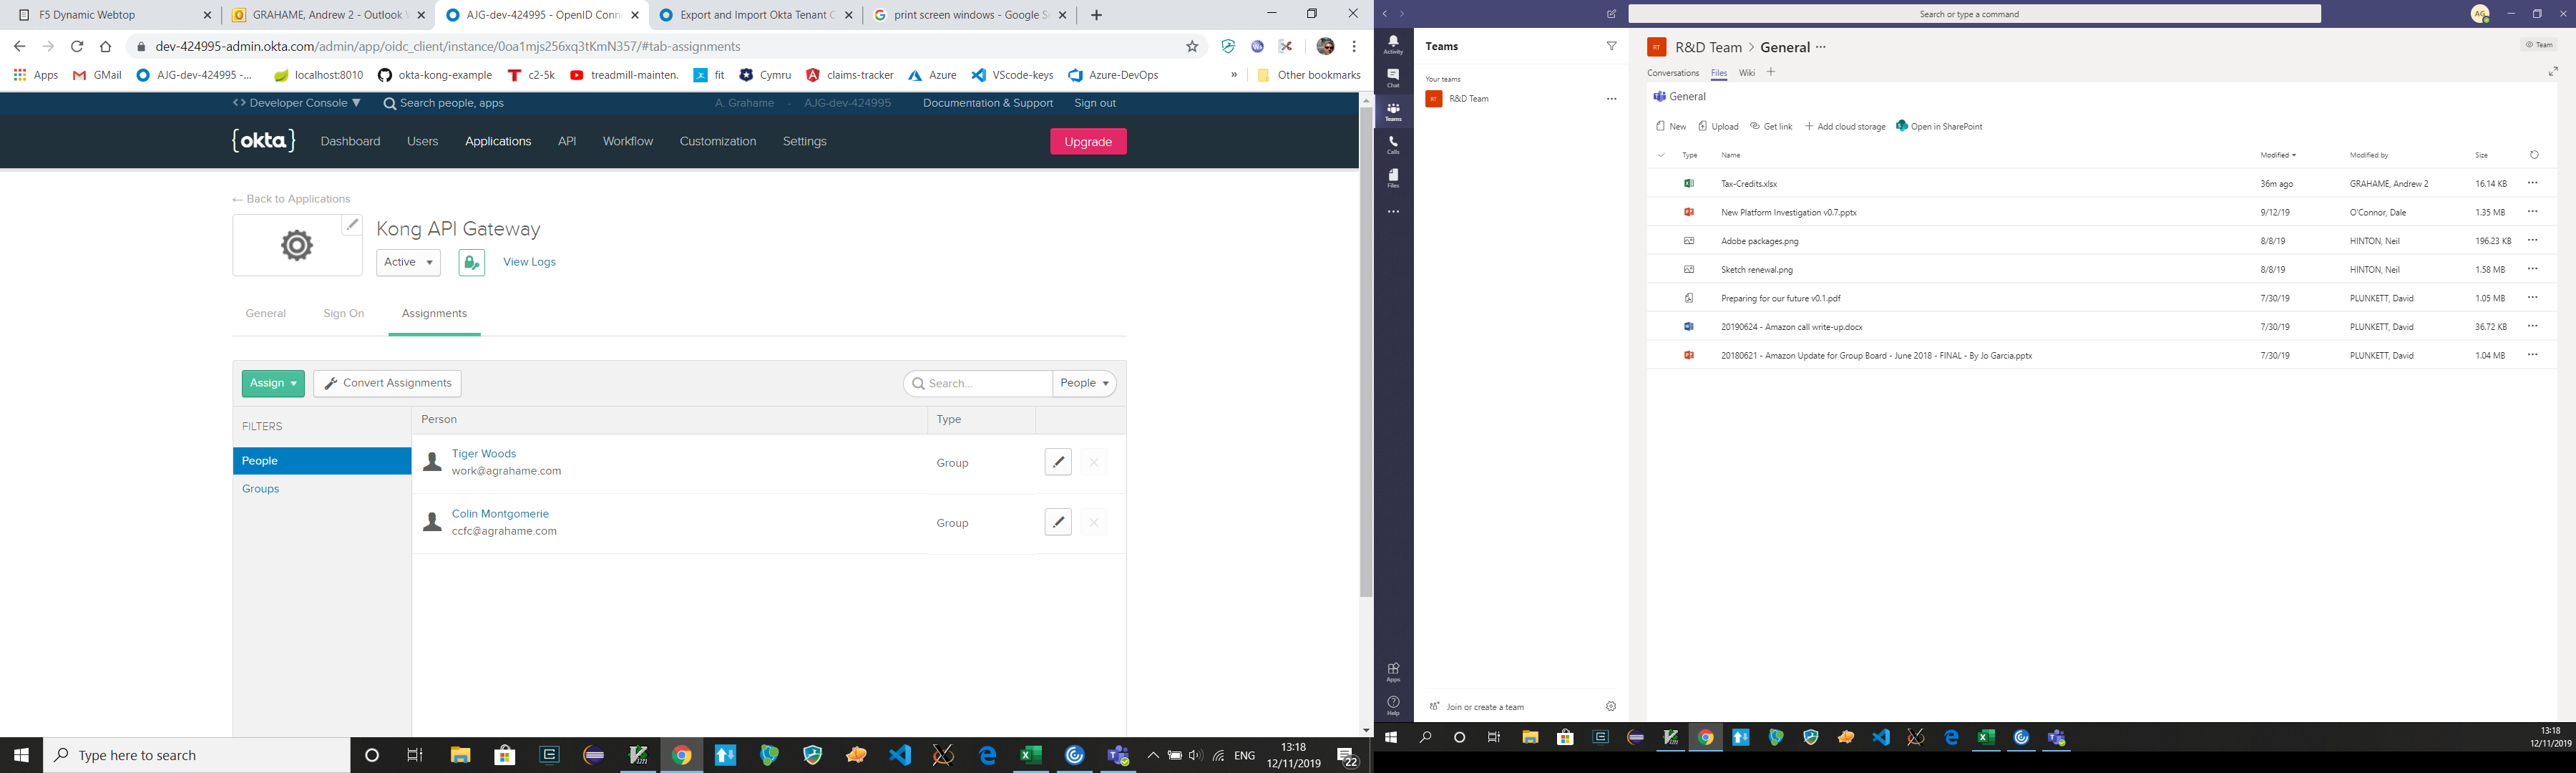 F5 Dynamic Webtop
GRAHAME, Andrew 2 - Outlook
AJG-dev-424995 - OpenID Conn
Export and Import Okta Tenant C
print screen windows - Google Se
dev-424995-admin.okta.com/admin/app/oidc_client/instance/0oa1mjs256xq3tKmN357/#tab-assignments
Apps
GMail
AJG-dev-424995 -...
localhost:8010
okta-kong-example
c2-5k
treadmill-mainten.
fit
Cymru
claims-tracker
Azure
VScode-keys
Azure-DevOps
»
Other bookmarks
<> Developer Console ▼
Search people, apps
A. Grahame · AJG-dev-424995
Documentation & Support
Sign out
{okta}
Dashboard
Users
Applications
API
Workflow
Customization
Settings
Upgrade
← Back to Applications
Kong API Gateway
Active
View Logs
General
Sign On
Assignments
Assign
Convert Assignments
Search...
People
FILTERS
People
Groups
Person
Type
Tiger Woods
work@agrahame.com
Group
Colin Montgomerie
ccfc@agrahame.com
Group
Type here to search
ENG
13:18
12/11/2019
22
Search or type a command
AG
Activity
Chat
Teams
Calls
Files
Apps
Help
Teams
Your teams
RT
R&D Team
Join or create a team
RT
R&D Team > General ...
Team
Conversations
Files
Wiki
General
New
Upload
Get link
Add cloud storage
Open in SharePoint
Type
Name
Modified
Modified by
Size
Tax-Credits.xlsx
36m ago
GRAHAME, Andrew 2
16.14 KB
New Platform Investigation v0.7.pptx
9/12/19
O'Connor, Dale
1.35 MB
Adobe packages.png
8/8/19
HINTON, Neil
196.23 KB
Sketch renewal.png
8/8/19
HINTON, Neil
1.58 MB
Preparing for our future v0.1.pdf
7/30/19
PLUNKETT, David
1.05 MB
20190624 - Amazon call write-up.docx
7/30/19
PLUNKETT, David
36.72 KB
20180621 - Amazon Update for Group Board - June 2018 - FINAL - By Jo Garcia.pptx
7/30/19
PLUNKETT, David
1.04 MB
13:18
12/11/2019